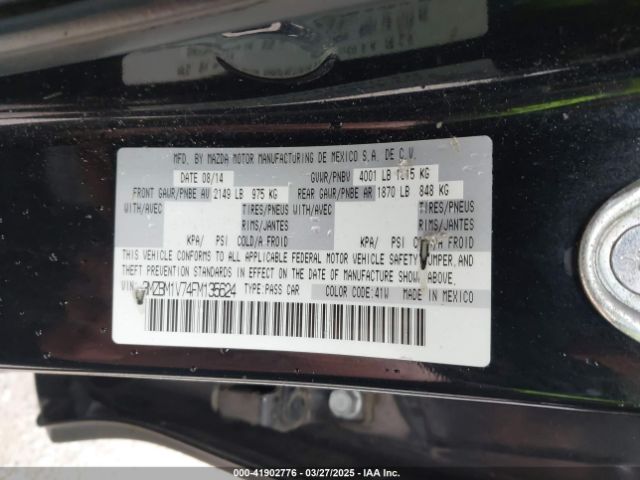 MFD. BY MAZDA MOTOR MANUFACTURING DE MEXICO S.A. DE C.V.
DATE 08/14 GVWR/PNBV 4001 LB 1815 KG
FRONT GAWR/PNBE AV 2149 LB 975 KG REAR GAWR/PNBE AR 1870 LB 848 KG
WITH/AVEC TIRES/PNEUS WITH/AVEC TIRES/PNEUS
RIMS/JANTES RIMS/JANTES
KPA/ PSI COLD/A FROID KPA/ PSI COLD/A FROID
THIS VEHICLE CONFORMS TO ALL APPLICABLE FEDERAL MOTOR VEHICLE SAFETY, BUMPER, AND
THEFT PREVENTION STANDARDS IN EFFECT ON THE DATE OF MANUFACTURE SHOWN ABOVE.
VIN: 3MZBM1V74FM135624 TYPE:PASS CAR COLOR CODE:41W MADE IN MEXICO
000-41902776 — 03/27/2025 — IAA Inc.